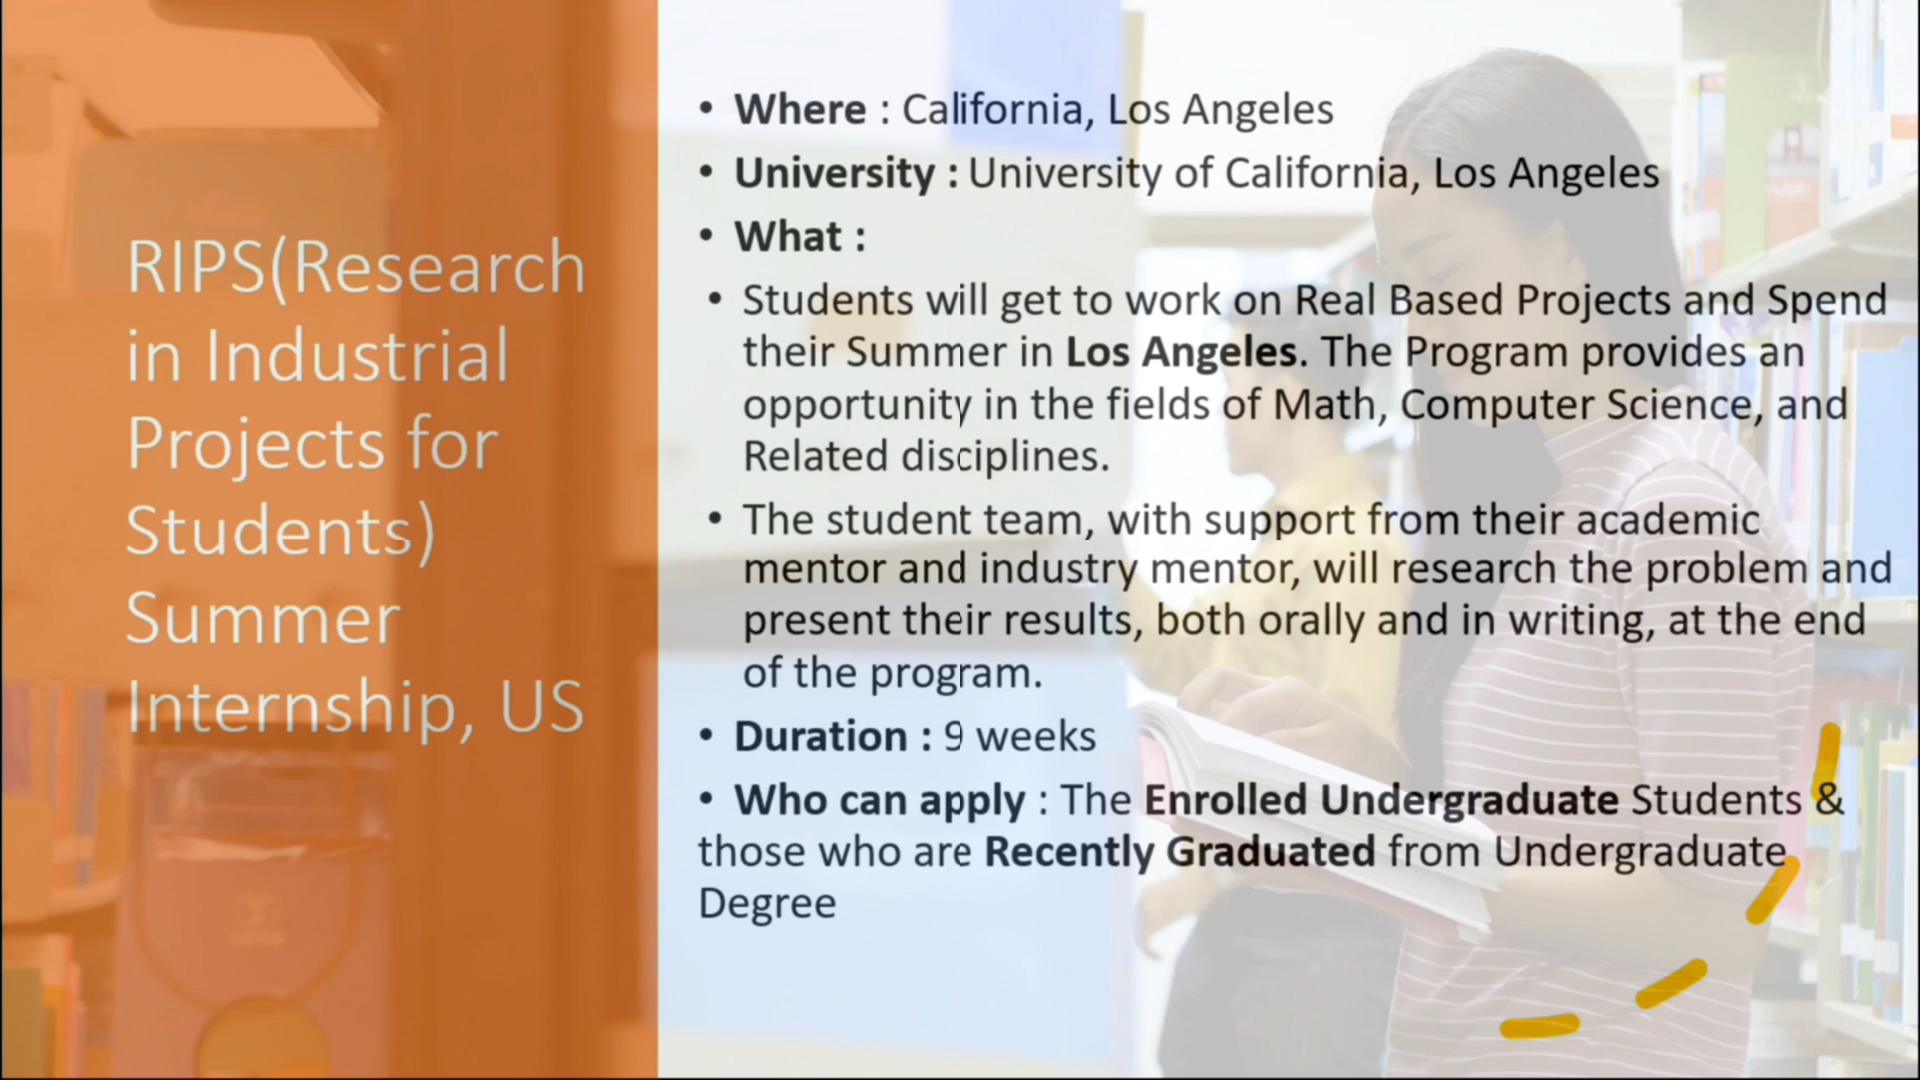 RIPS(Research
in Industrial
Projects for
Students)
Summer
Internship, US
• Where : California, Los Angeles
• University : University of California, Los Angeles
• What :
• Students will get to work on Real Based Projects and Spend
their Summer in Los Angeles. The Program provides an
opportunity in the fields of Math, Computer Science, and
Related disciplines.
• The student team, with support from their academic
mentor and industry mentor, will research the problem and
present their results, both orally and in writing, at the end
of the program.
• Duration : 9 weeks
• Who can apply : The Enrolled Undergraduate Students &
those who are Recently Graduated from Undergraduate
Degree